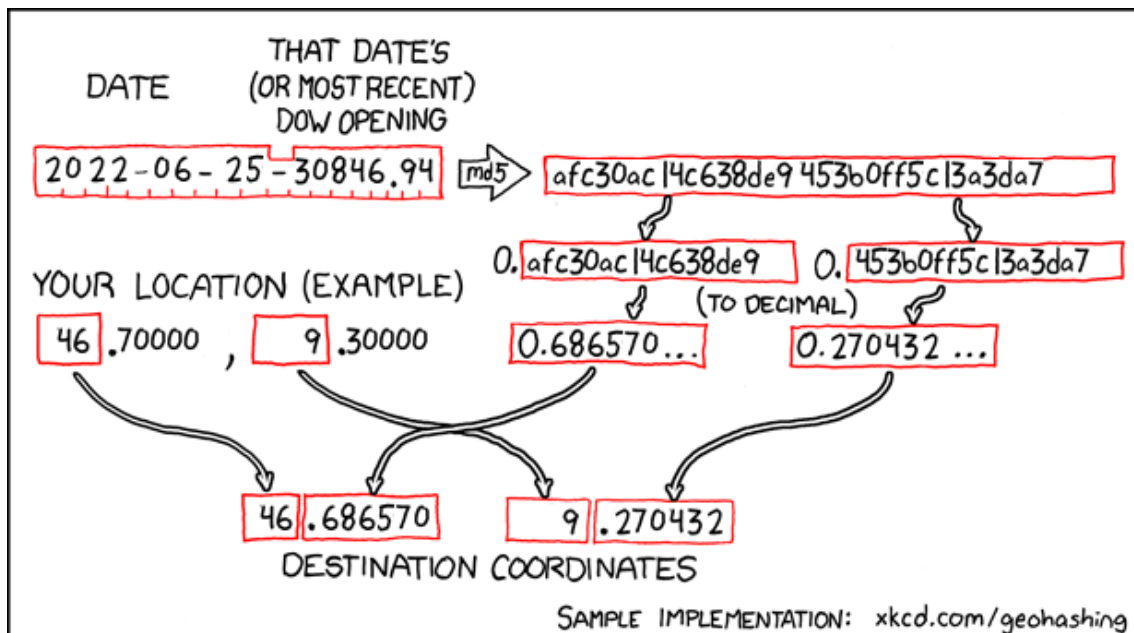 DATE
THAT DATE'S
(OR MOST RECENT)
DOW OPENING
2022-06-25-30846.94
md5
afc30ac14c638de9453b0ff5c13a3da7
0.afc30ac14c638de9
0.453b0ff5c13a3da7
(TO DECIMAL)
0.686570...
0.270432...
YOUR LOCATION (EXAMPLE)
46.70000, 9.30000
46.686570
9.270432
DESTINATION COORDINATES
SAMPLE IMPLEMENTATION: xkcd.com/geohashing